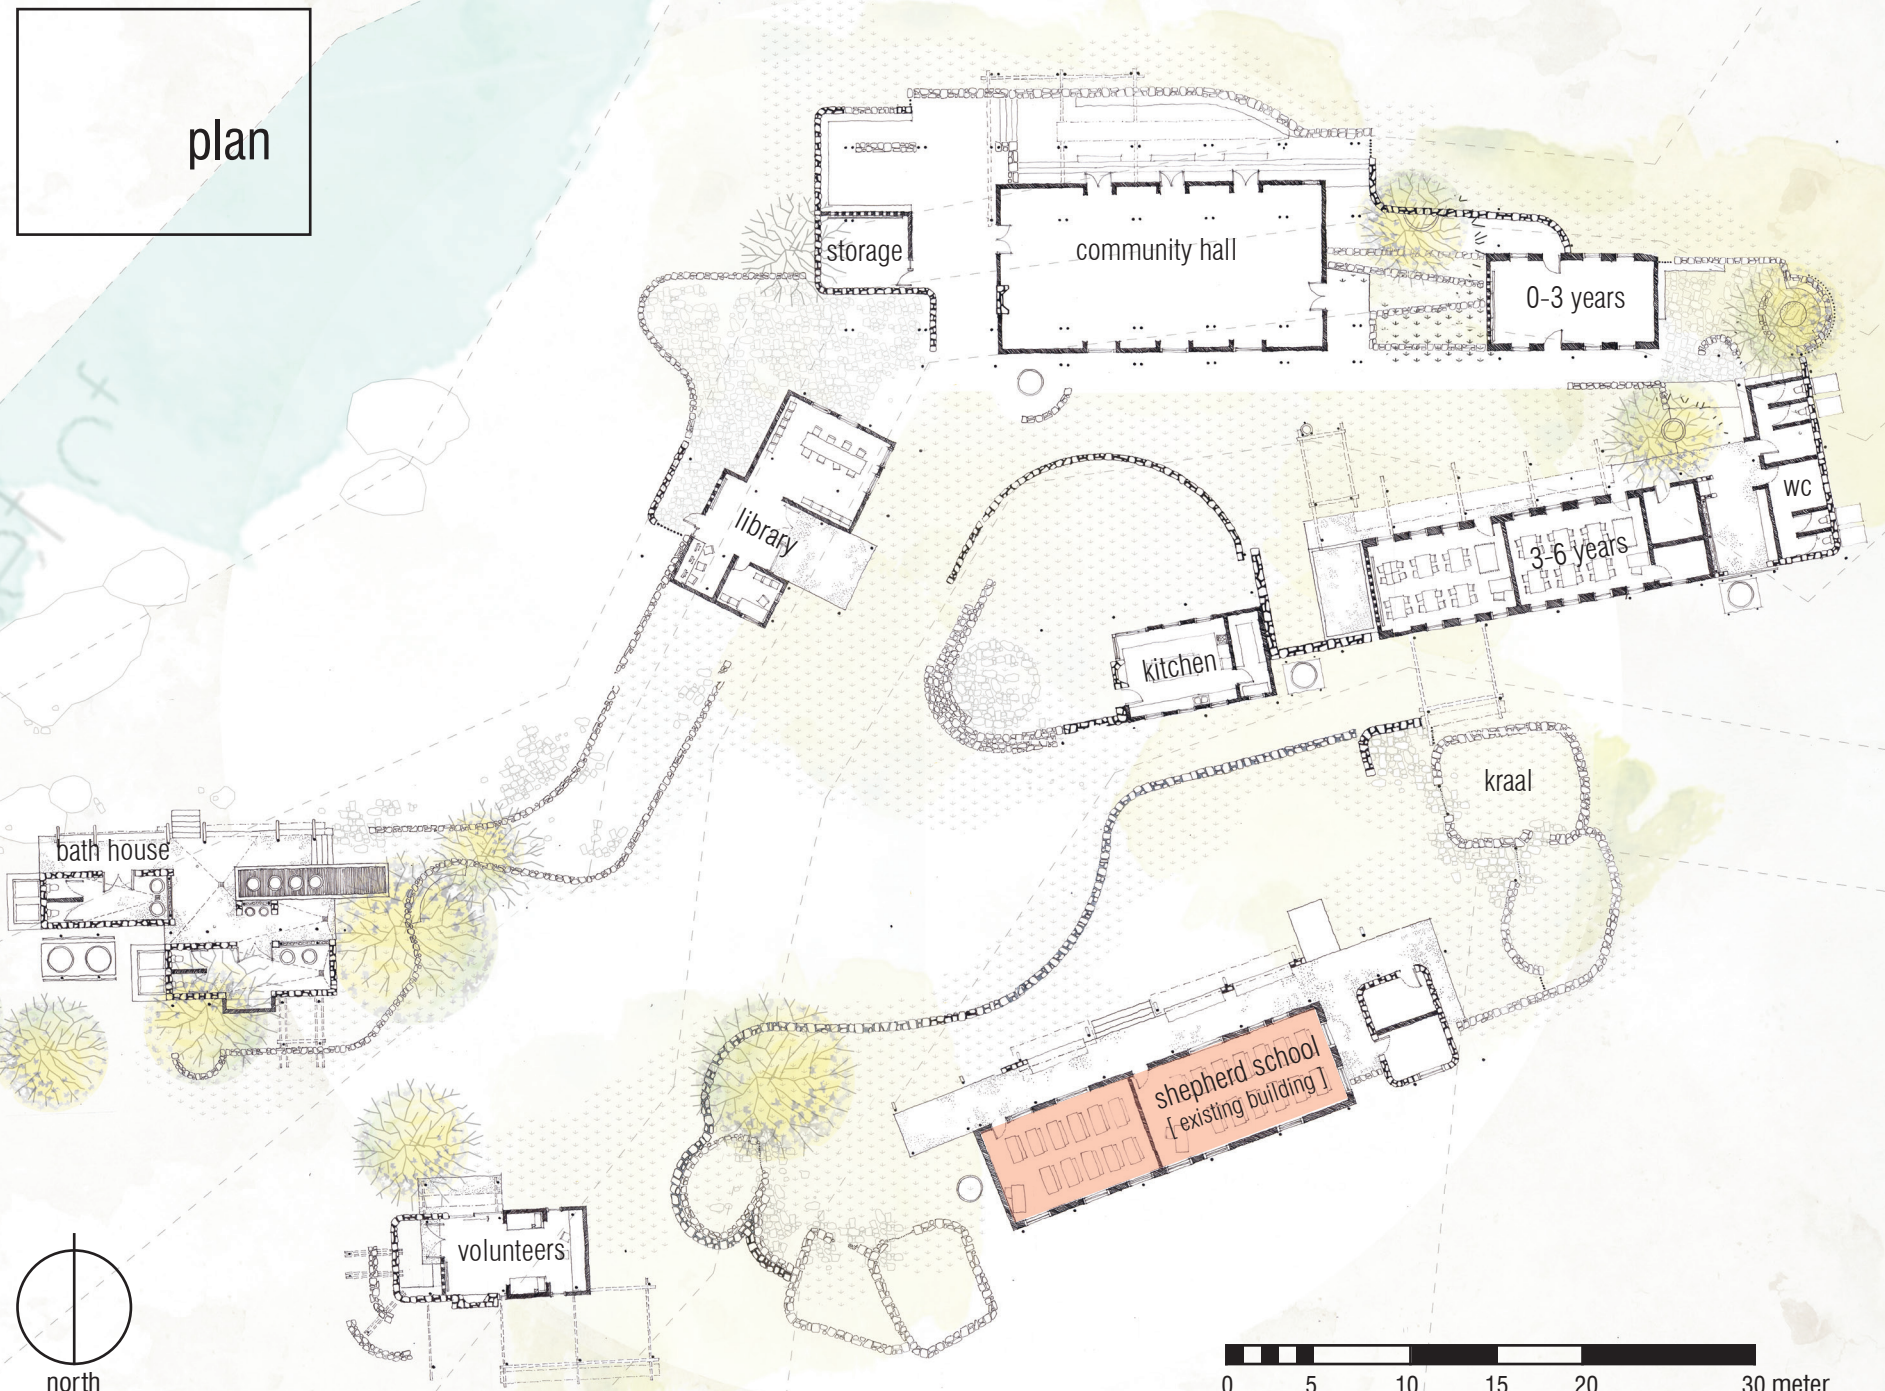 plan
storage
community hall
0-3 years
library
wc
3-6 years
kitchen
kraal
bath house
shepherd school
[ existing building ]
volunteers
north
0 5 10 15 20 30 meter